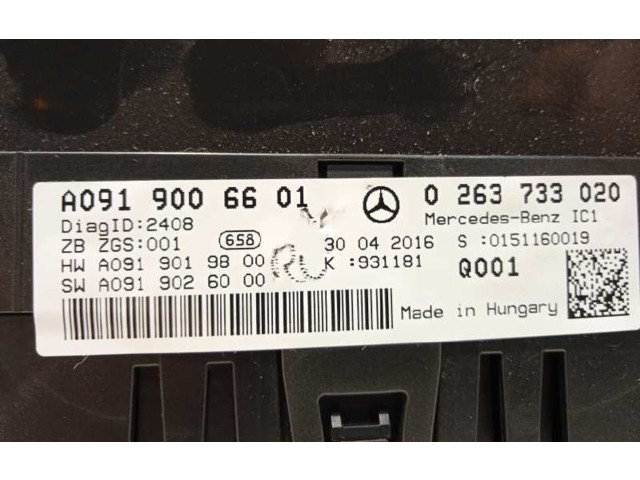 A091 900 66 01 0 263 733 020
DiagID:2408 Mercedes-Benz IC1
ZB ZGS:001 658 30 04 2016 S :0151160019
HW A091 901 98 00 K :931181 Q001
SW A091 902 60 00
Made in Hungary